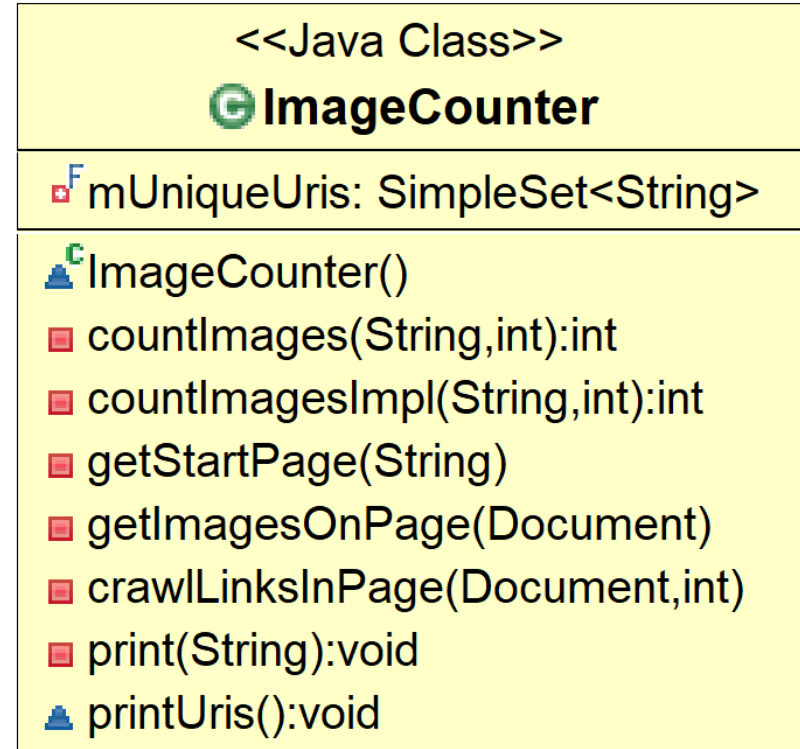 <<Java Class>>
C ImageCounter
F mUniqueUris: SimpleSet<String>
C ImageCounter()
countImages(String,int):int
countImagesImpl(String,int):int
getStartPage(String)
getImagesOnPage(Document)
crawlLinksInPage(Document,int)
print(String):void
printUris():void